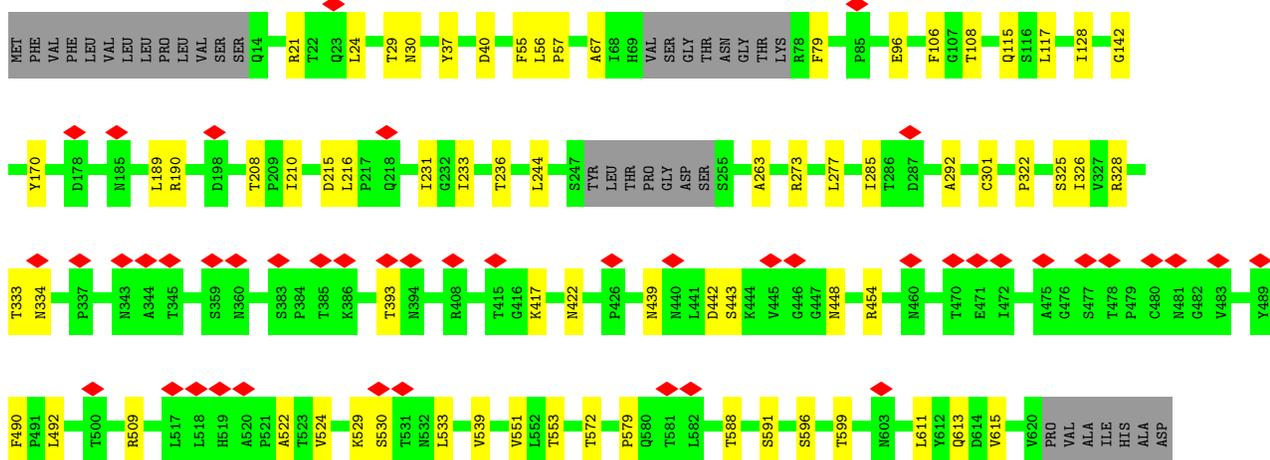 MET PHE VAL PHE LEU VAL LEU LEU PRO LEU VAL SER SER Q14 R21 T22 Q23 L24 T29 N30 Y37 D40 F55 L56 P57 A67 I68 H69 VAL SER GLY THR ASN GLY THR LYS R78 F79 P85 E96 F106 G107 T108 Q115 S116 L117 I128 G142
Y170 D178 N185 L189 R190 D198 T208 P209 I210 D215 L216 P217 Q218 I231 G232 I233 T236 L244 S247 TYR LEU THR PRO GLY ASP SER S255 A263 R273 L277 I285 T286 D287 A292 C301 P322 S325 I326 V327 R328
T333 N334 P337 N343 A344 T345 S359 N360 S383 P384 T385 K386 T393 N394 R408 T415 G416 K417 N422 P426 N439 N440 L441 D442 S443 K444 V445 G446 G447 N448 R454 N460 T470 E471 I472 A475 G476 S477 T478 P479 C480 N481 G482 V483 Y489
F490 P491 L492 T500 R509 L517 L518 H519 A520 P521 A522 T523 V524 K529 S530 T531 N532 L533 V539 V551 L552 T553 T572 P579 Q580 T581 L582 T588 S591 S596 T599 N603 L611 Y612 Q613 D614 V615 V620 PRO VAL ALA ILE HIS ALA ASP